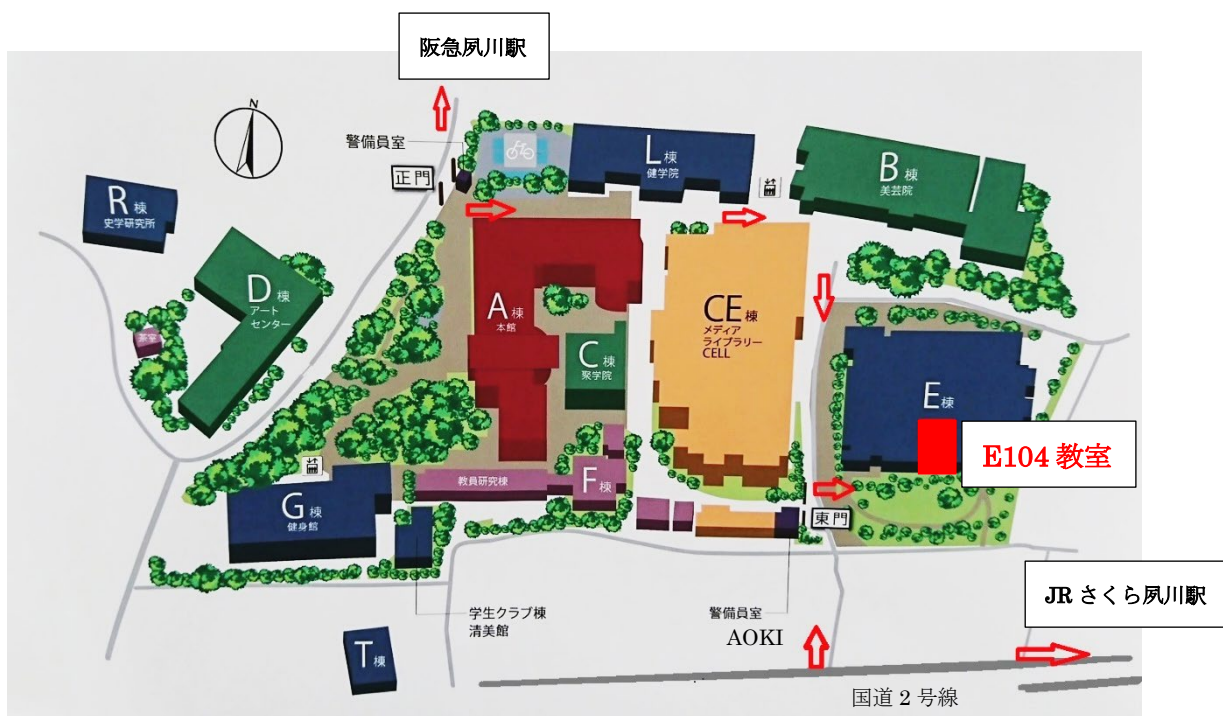 阪急夙川駅
N
警備員室
正門
L棟
健学院
B棟
美芸院
R棟
史学研究所
D棟
アート
センター
茶室
A棟
本館
C棟
聚学院
CE棟
メディア
ライブラリー
CELL
E棟
E104 教室
教員研究棟
F棟
G棟
健身館
東門
JR さくら夙川駅
学生クラブ棟
清美館
警備員室
AOKI
T棟
国道 2 号線